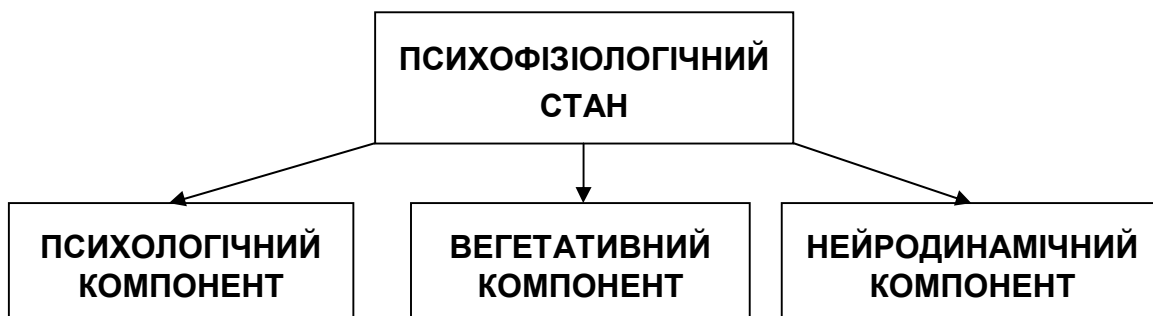 ПСИХОФІЗІОЛОГІЧНИЙ
СТАН
ПСИХОЛОГІЧНИЙ
КОМПОНЕНТ
ВЕГЕТАТИВНИЙ
КОМПОНЕНТ
НЕЙРОДИНАМІЧНИЙ
КОМПОНЕНТ